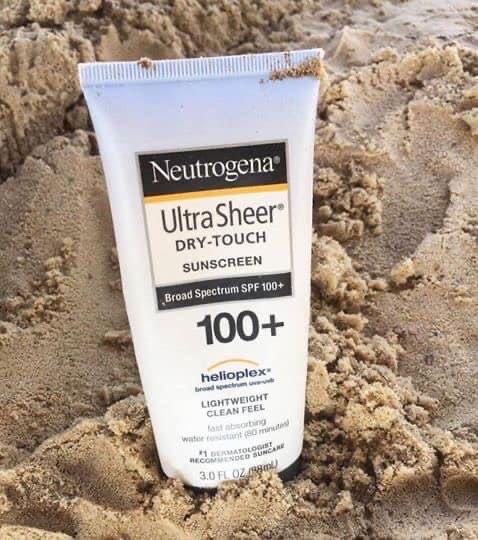 Neutrogena®
Ultra Sheer®
DRY-TOUCH
SUNSCREEN
Broad Spectrum SPF 100+
100+
helioplex®
broad spectrum uva•uvb
LIGHTWEIGHT
CLEAN FEEL
fast absorbing
water resistant (80 minutes)
#1 DERMATOLOGIST
RECOMMENDED SUNCARE
3.0 FL OZ (88mL)